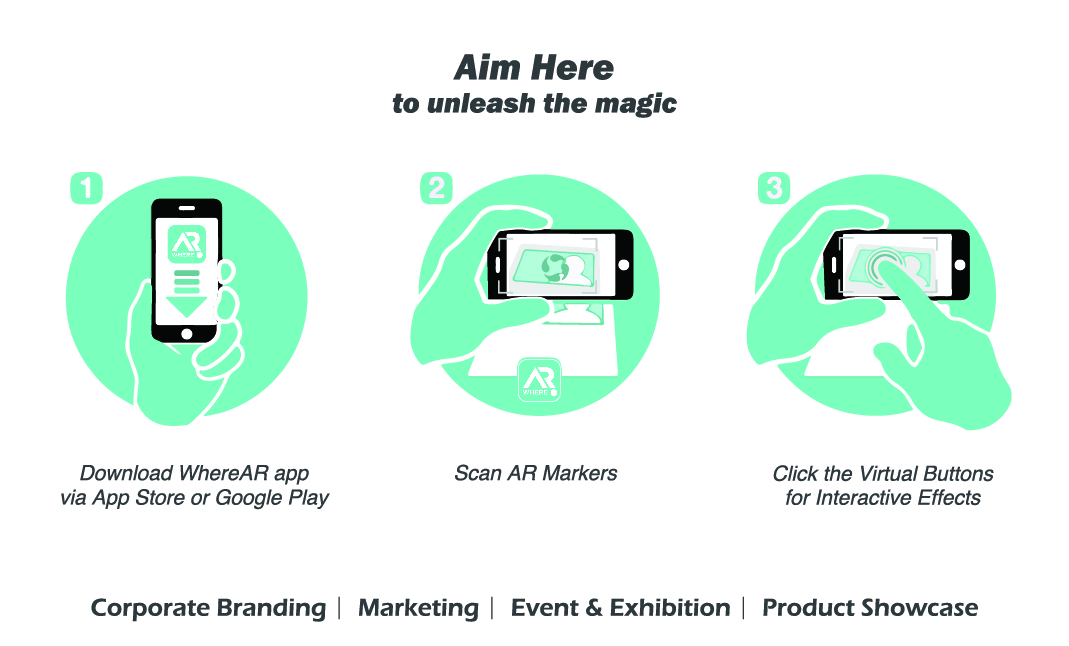 Aim Here
to unleash the magic
1
2
3
AR
WHERE
AR
WHERE
Download WhereAR app
via App Store or Google Play
Scan AR Markers
Click the Virtual Buttons
for Interactive Effects
Corporate Branding | Marketing | Event & Exhibition | Product Showcase